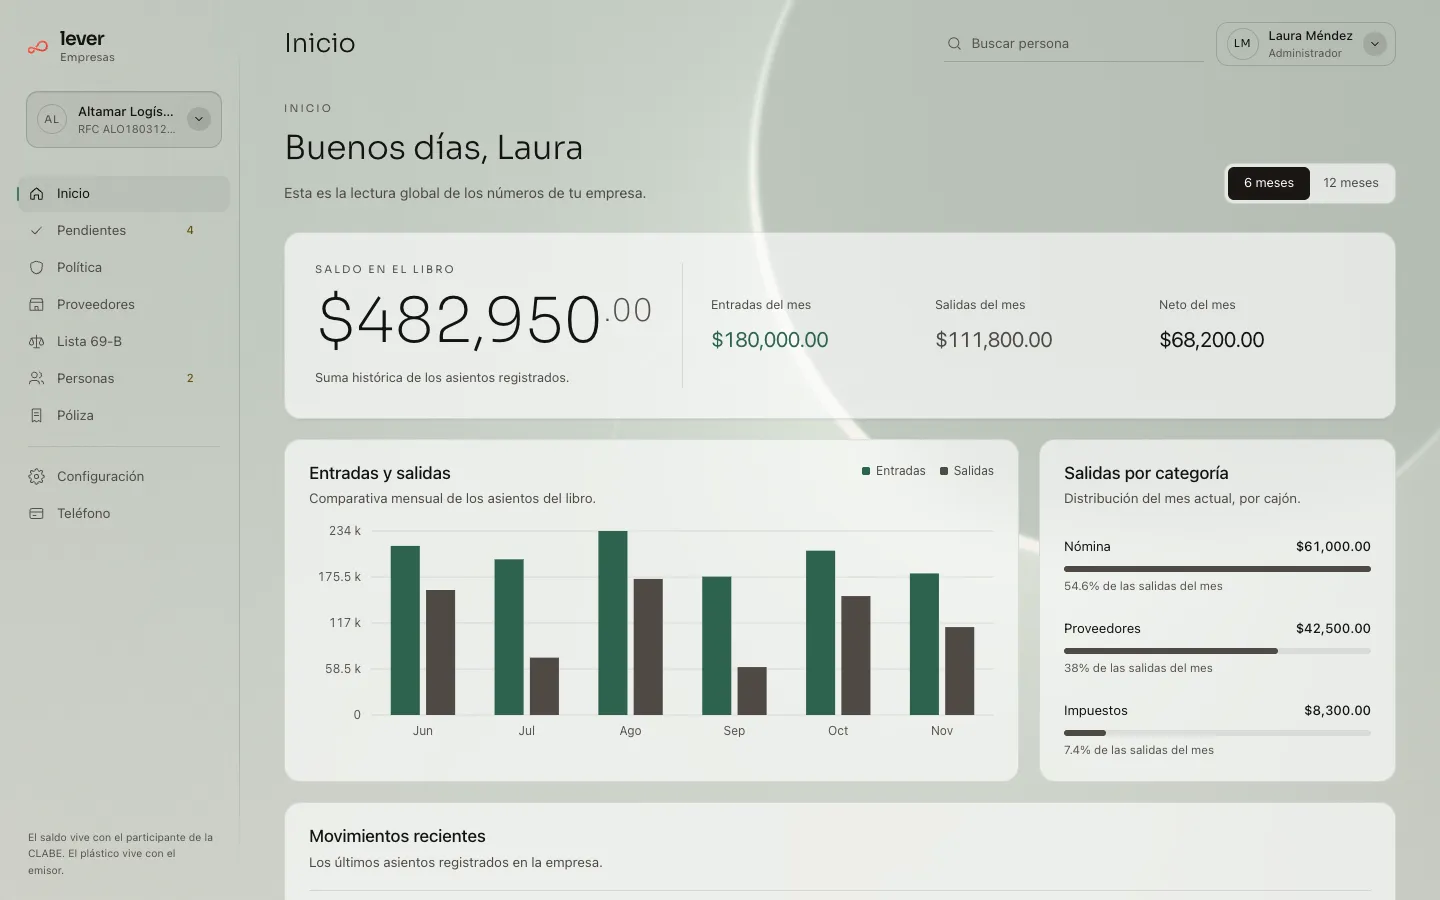 lever
Empresas
AL
Altamar Logís...
RFC ALO180312...
Inicio
Pendientes 4
Política
Proveedores
Lista 69-B
Personas 2
Póliza
Configuración
Teléfono
El saldo vive con el participante de la
CLABE. El plástico vive con el
emisor.
Inicio
Buscar persona
LM
Laura Méndez
Administrador
INICIO
Buenos días, Laura
Esta es la lectura global de los números de tu empresa.
6 meses 12 meses
SALDO EN EL LIBRO
$482,950.00
Suma histórica de los asientos registrados.
Entradas del mes
$180,000.00
Salidas del mes
$111,800.00
Neto del mes
$68,200.00
Entradas y salidas
Comparativa mensual de los asientos del libro.
Entradas Salidas
234 k
175.5 k
117 k
58.5 k
0
Jun Jul Ago Sep Oct Nov
Salidas por categoría
Distribución del mes actual, por cajón.
Nómina $61,000.00
54.6% de las salidas del mes
Proveedores $42,500.00
38% de las salidas del mes
Impuestos $8,300.00
7.4% de las salidas del mes
Movimientos recientes
Los últimos asientos registrados en la empresa.